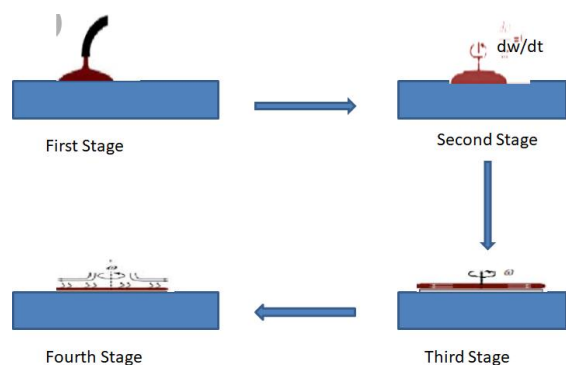 dw/dt
First Stage
Second Stage
ω
Fourth Stage
Third Stage